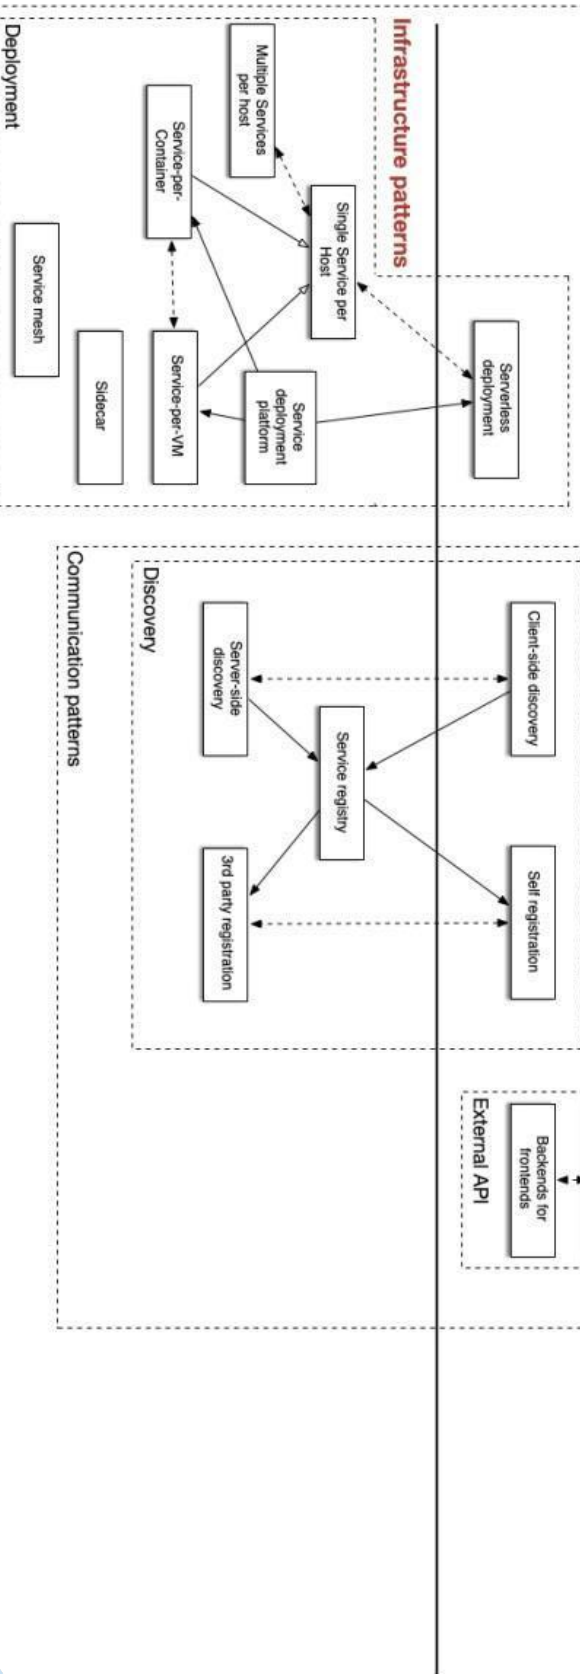 Infrastructure patterns
Serverless
deployment
Multiple Services
per host
Single Service per
Host
Service-per-
Container
Service
deployment
platform
Service-per-VM
Sidecar
Service mesh
Deployment
Client-side discovery
Self registration
Service registry
Server-side
discovery
3rd party registration
Discovery
Communication patterns
Backends for
frontends
External API